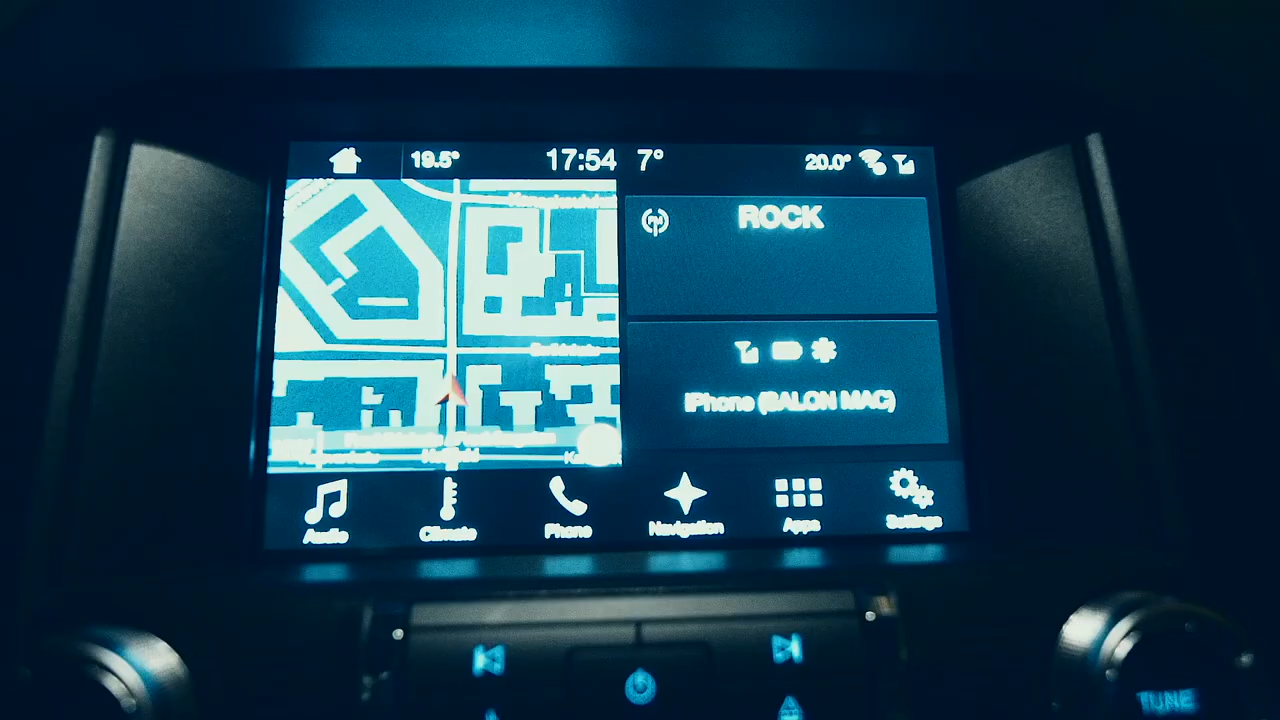 19.5° 17:54 7° 20.0°
ROCK
iPhone (SALON MAC)
Audio Climate Phone Navigation Apps Settings
TUNE